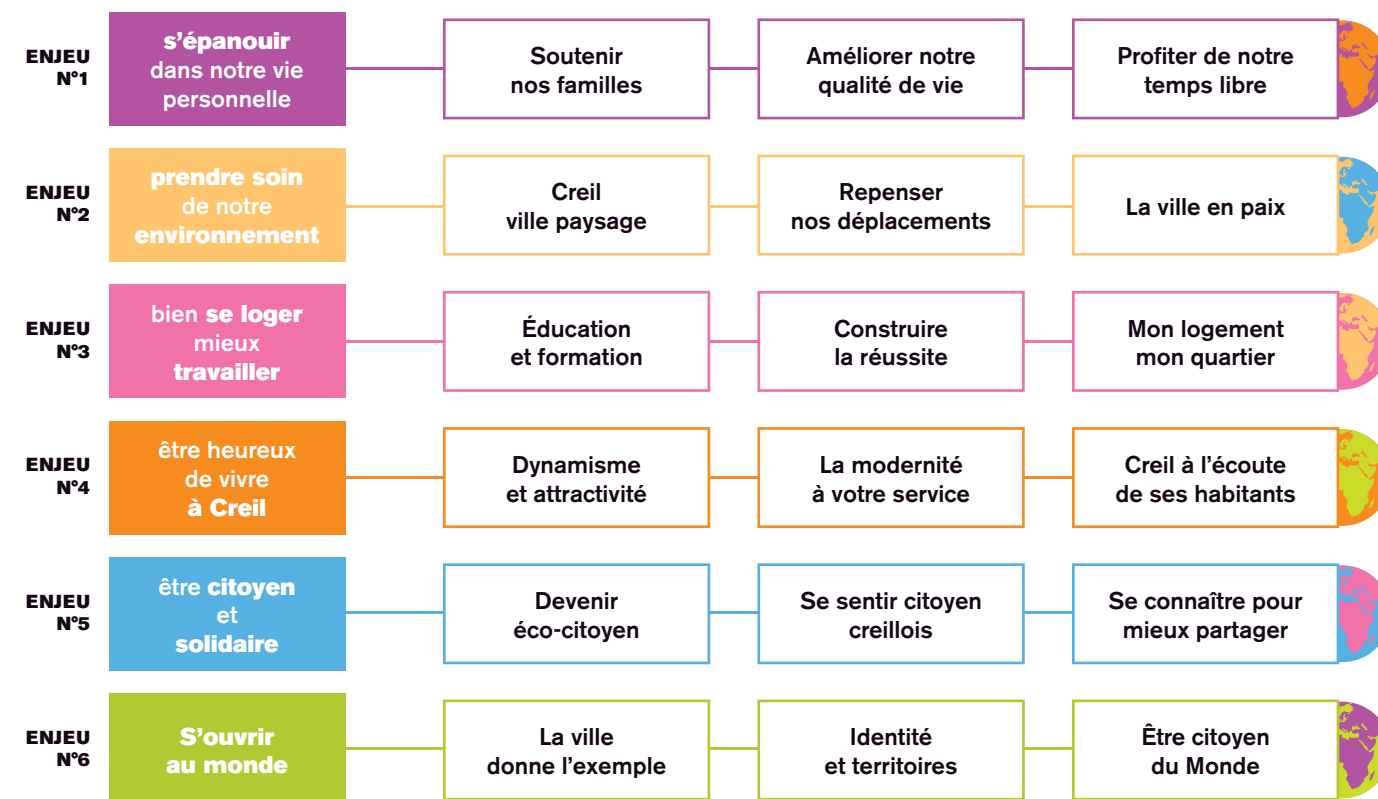 ENJEU
N°1
s’épanouir
dans notre vie
personnelle
Soutenir
nos familles
Améliorer notre
qualité de vie
Profiter de notre
temps libre
ENJEU
N°2
prendre soin
de notre
environnement
Creil
ville paysage
Repenser
nos déplacements
La ville en paix
ENJEU
N°3
bien se loger
mieux
travailler
Éducation
et formation
Construire
la réussite
Mon logement
mon quartier
ENJEU
N°4
être heureux
de vivre
à Creil
Dynamisme
et attractivité
La modernité
à votre service
Creil à l’écoute
de ses habitants
ENJEU
N°5
être citoyen
et
solidaire
Devenir
éco-citoyen
Se sentir citoyen
creillois
Se connaître pour
mieux partager
ENJEU
N°6
S’ouvrir
au monde
La ville
donne l’exemple
Identité
et territoires
Être citoyen
du Monde